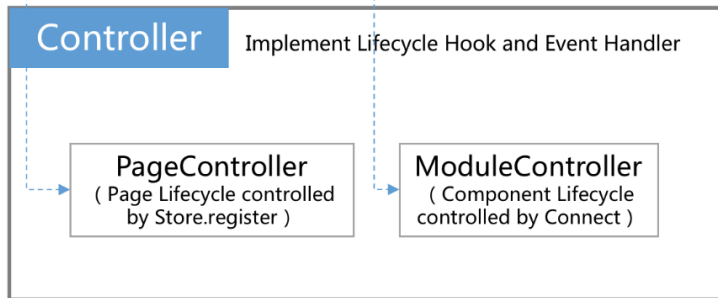 Controller
Implement Lifecycle Hook and Event Handler
PageController
( Page Lifecycle controlled
by Store.register )
ModuleController
( Component Lifecycle
controlled by Connect )